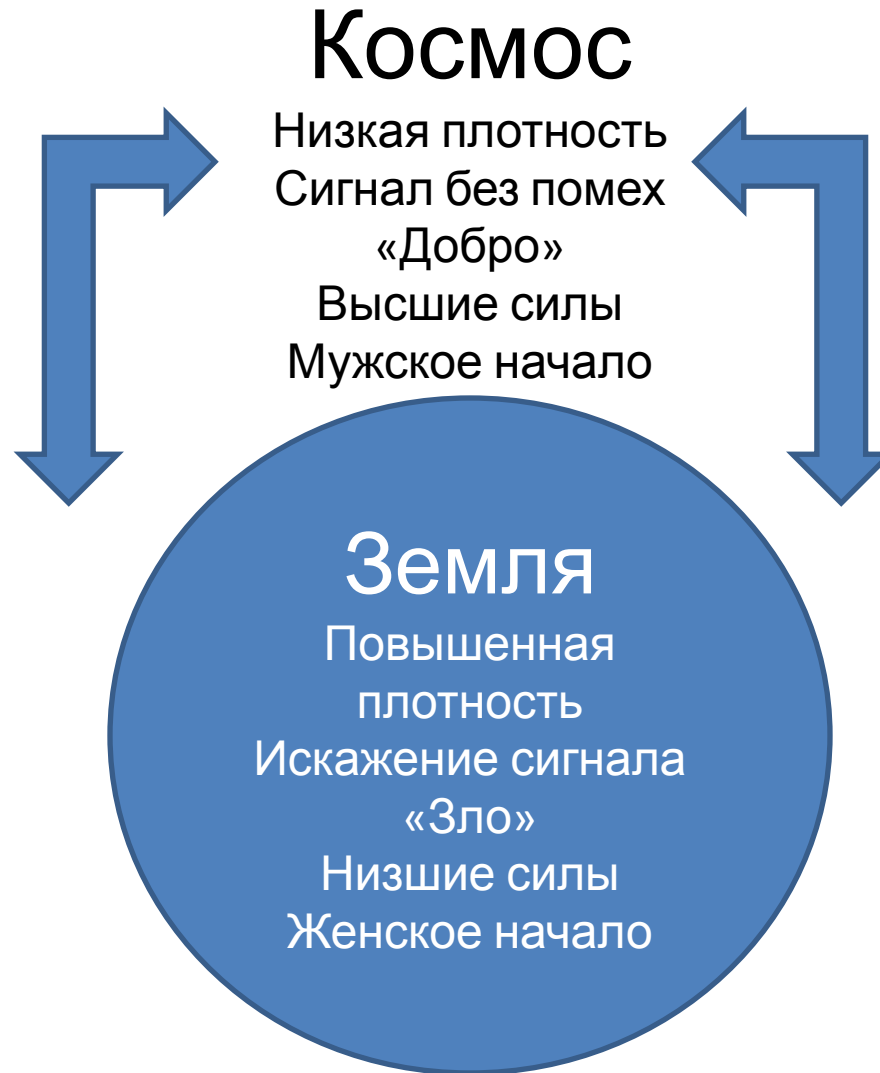 Космос
Низкая плотность
Сигнал без помех
«Добро»
Высшие силы
Мужское начало
Земля
Повышенная
плотность
Искажение сигнала
«Зло»
Низшие силы
Женское начало